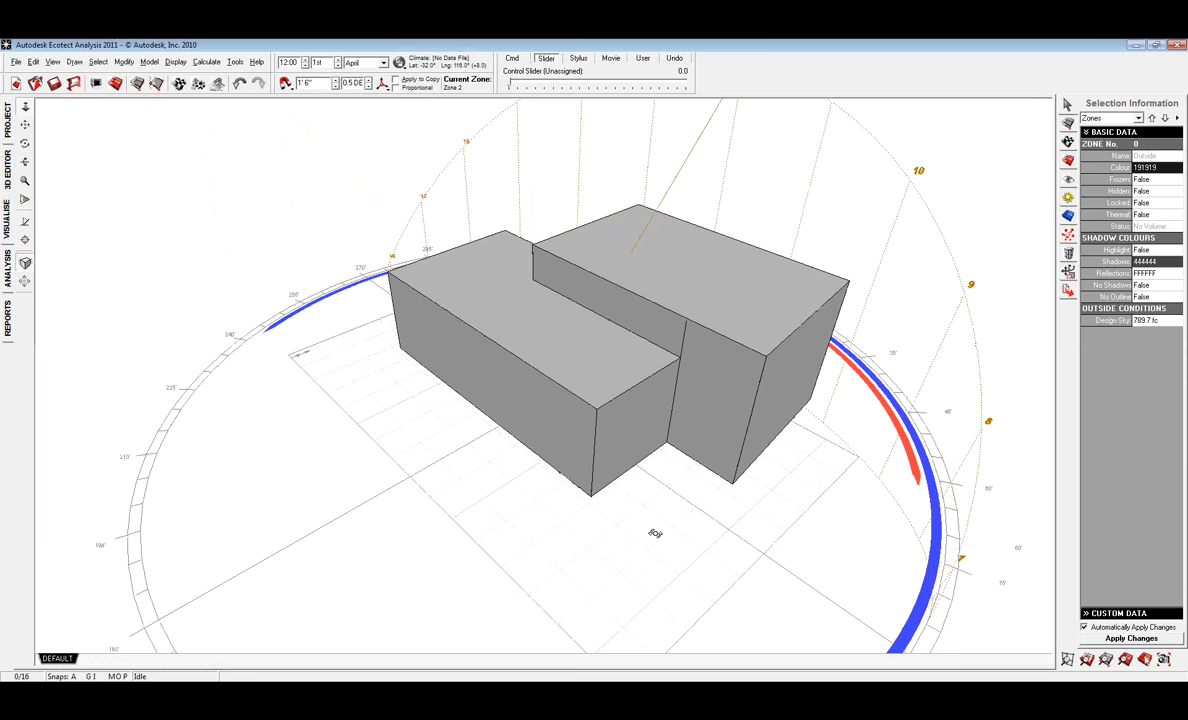 Autodesk Ecotect Analysis 2011 - © Autodesk, Inc. 2010
File Edit View Draw Select Modify Model Display Calculate Tools Help
12:00 1st April
Climate: [No Data File]
Lat: -32.0° Lng: 116.0° (+8.0)
Cmd Slider Stylus Movie User Undo
Control Slider (Unassigned): 0.0
1' 6" 0.5 DE
Apply to Copy
Proportional
Current Zone:
Zone 2
PROJECT
3D EDITOR
VISUALISE
ANALYSIS
REPORTS
Selection Information
Zones
BASIC DATA
ZONE No. 0
Name: Outside
Colour: 191919
Frozen: False
Hidden: False
Locked: False
Thermal: False
Status: No Volume
SHADOW COLOURS
Highlight: False
Shadows: 444444
Reflections: FFFFFF
No Shadows: False
No Outline: False
OUTSIDE CONDITIONS
Design Sky: 789.7 fc
CUSTOM DATA
Automatically Apply Changes
Apply Changes
10
9
8
7
285°
270°
255°
240°
225°
210°
195°
180°
45°
60°
75°
DEFAULT
0/16 Snaps: A G I MO P Idle